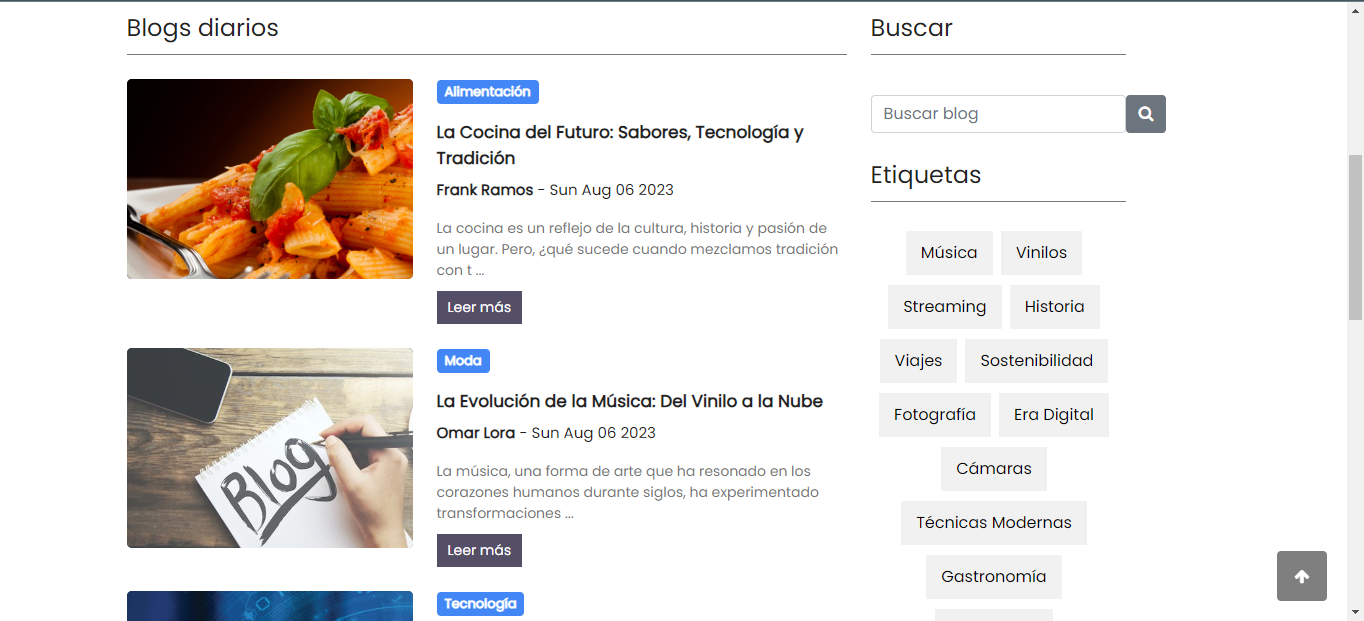 Blogs diarios
Alimentación
La Cocina del Futuro: Sabores, Tecnología y
Tradición
Frank Ramos - Sun Aug 06 2023
La cocina es un reflejo de la cultura, historia y pasión de
un lugar. Pero, ¿qué sucede cuando mezclamos tradición
con t ...
Leer más
Blog
Moda
La Evolución de la Música: Del Vinilo a la Nube
Omar Lora - Sun Aug 06 2023
La música, una forma de arte que ha resonado en los
corazones humanos durante siglos, ha experimentado
transformaciones ...
Leer más
Tecnología
Buscar
Buscar blog
Etiquetas
Música Vinilos
Streaming Historia
Viajes Sostenibilidad
Fotografía Era Digital
Cámaras
Técnicas Modernas
Gastronomía